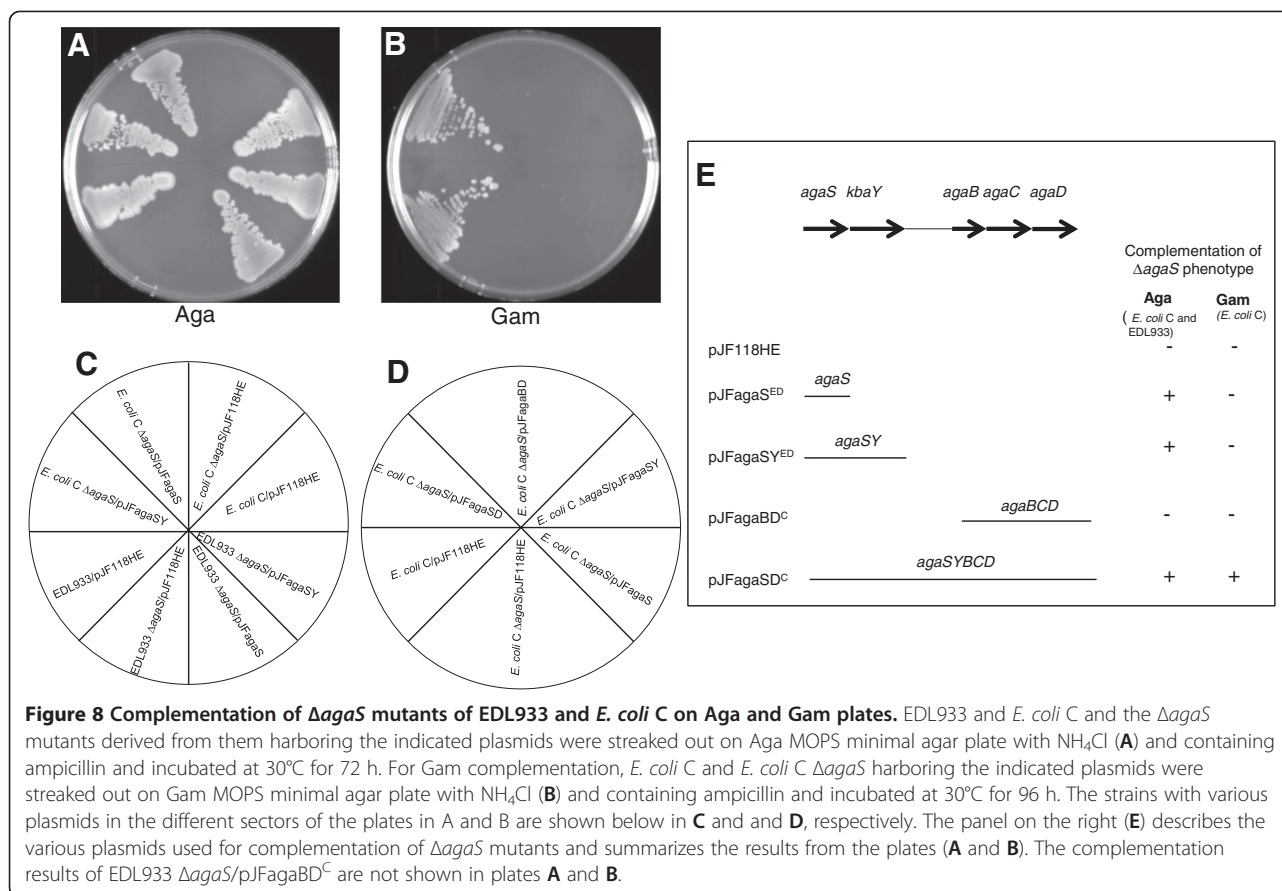 A
B
Aga
Gam
C
E. coli C ΔagaS/pJFagaS
E. coli C ΔagaS/pJF118HE
E. coli C/pJF118HE
EDL933 ΔagaS/pJFagaSY
EDL933 ΔagaS/pJFagaS
EDL933 ΔagaS/pJF118HE
EDL933/pJF118HE
E. coli C ΔagaS/pJFagaSY
D
E. coli C ΔagaS/pJFagaBD
E. coli C ΔagaS/pJFagaSY
E. coli C ΔagaS/pJFagaS
E. coli C ΔagaS/pJF118HE
E. coli C/pJF118HE
E. coli C ΔagaS/pJFagaSD
E
agaS kbaY agaB agaC agaD
Complementation of
ΔagaS phenotype
Aga Gam
( E. coli C and (E. coli C)
EDL933)
pJF118HE - -
agaS
pJFagaSᴱᴰ + -
agaSY
pJFagaSYᴱᴰ + -
agaBCD
pJFagaBDᶜ - -
agaSYBCD
pJFagaSDᶜ + +
Figure 8 Complementation of ΔagaS mutants of EDL933 and E. coli C on Aga and Gam plates. EDL933 and E. coli C and the ΔagaS
mutants derived from them harboring the indicated plasmids were streaked out on Aga MOPS minimal agar plate with NH₄Cl (A) and containing
ampicillin and incubated at 30°C for 72 h. For Gam complementation, E. coli C and E. coli C ΔagaS harboring the indicated plasmids were
streaked out on Gam MOPS minimal agar plate with NH₄Cl (B) and containing ampicillin and incubated at 30°C for 96 h. The strains with various
plasmids in the different sectors of the plates in A and B are shown below in C and and D, respectively. The panel on the right (E) describes the
various plasmids used for complementation of ΔagaS mutants and summarizes the results from the plates (A and B). The complementation
results of EDL933 ΔagaS/pJFagaBDᶜ are not shown in plates A and B.